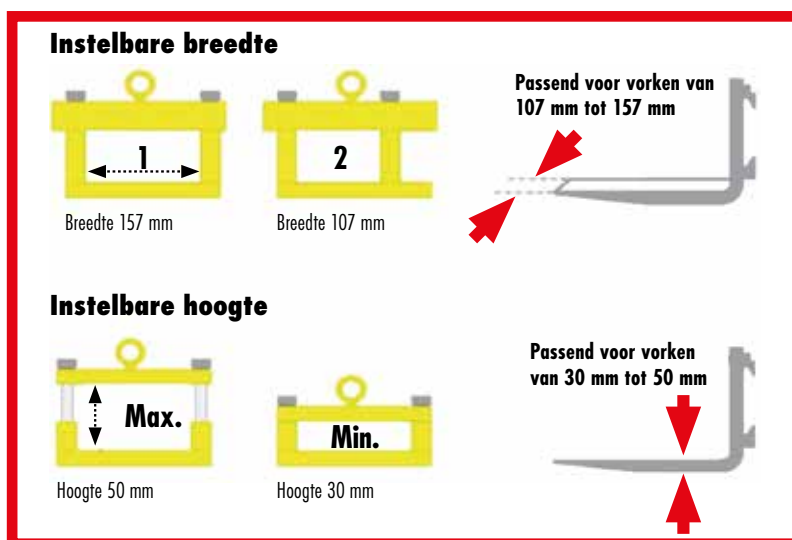 Instelbare breedte
1
2
Breedte 157 mm
Breedte 107 mm
Passend voor vorken van
107 mm tot 157 mm
Instelbare hoogte
Max.
Min.
Hoogte 50 mm
Hoogte 30 mm
Passend voor vorken
van 30 mm tot 50 mm